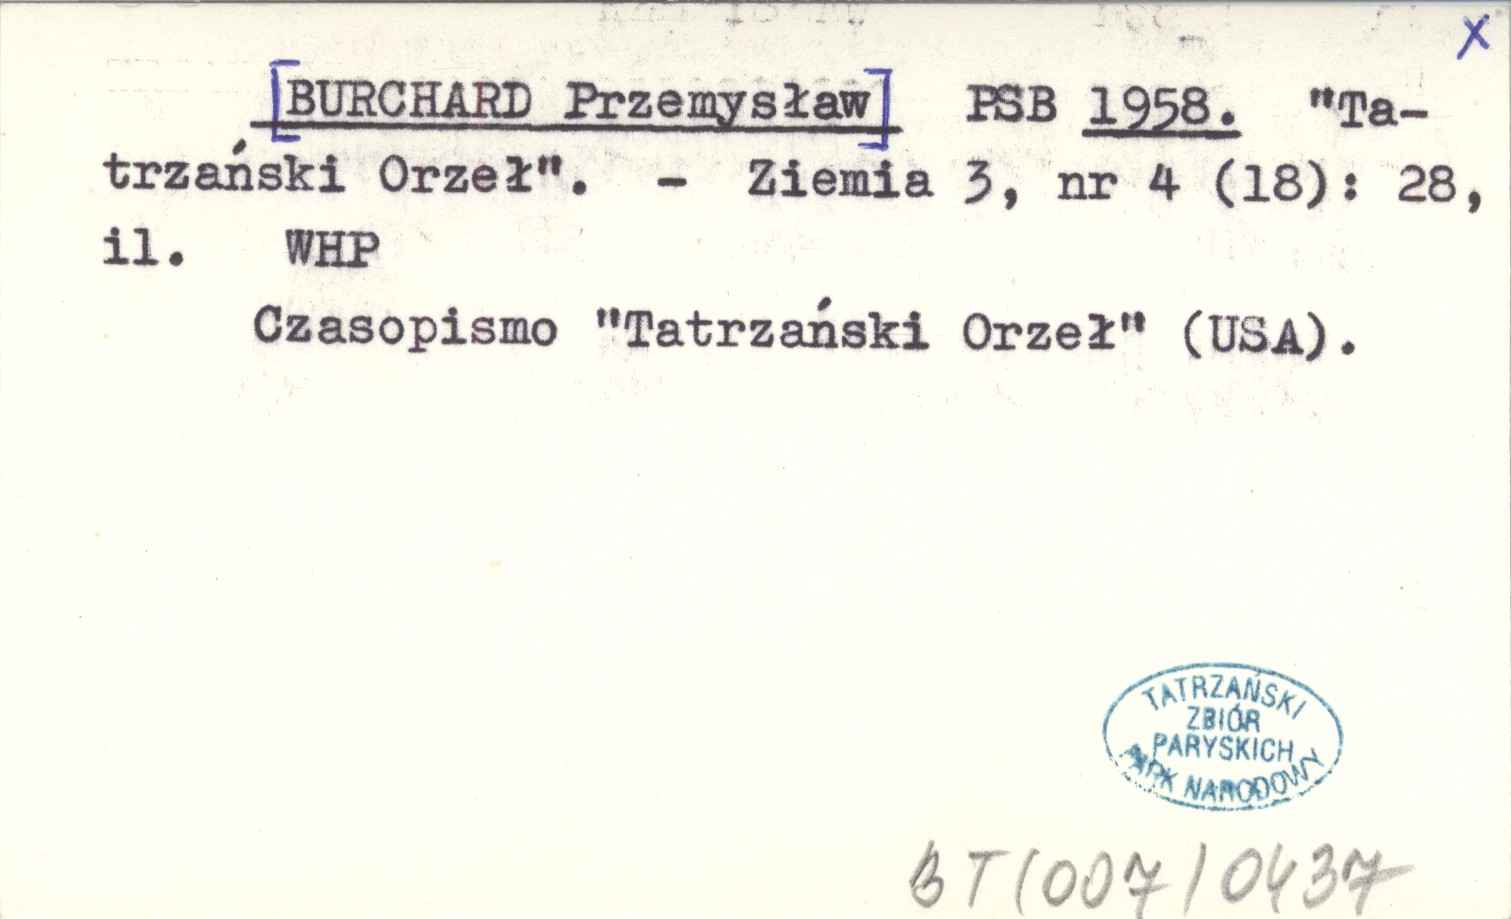 x
[BURCHARD Przemysław] PSB 1958. "Ta-
trzański Orzeł". - Ziemia 3, nr 4 (18): 28,
il. WHP
Czasopismo "Tatrzański Orzeł" (USA).
TATRZAŃSKI
ZBIÓR
PARYSKICH
PARK NARODOWY
BT(007)0437